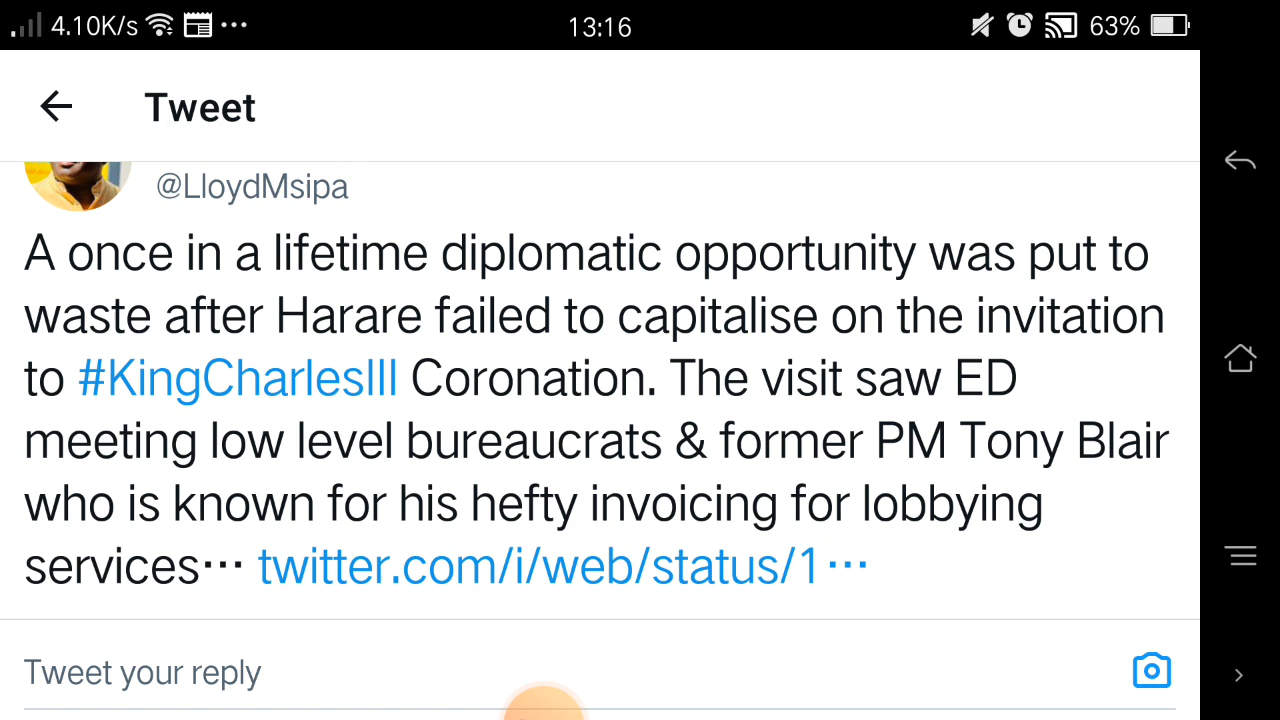 4.10K/s ··· 13:16 63%
Tweet
@LloydMsipa
A once in a lifetime diplomatic opportunity was put to
waste after Harare failed to capitalise on the invitation
to #KingCharlesIII Coronation. The visit saw ED
meeting low level bureaucrats & former PM Tony Blair
who is known for his hefty invoicing for lobbying
services··· twitter.com/i/web/status/1···
Tweet your reply